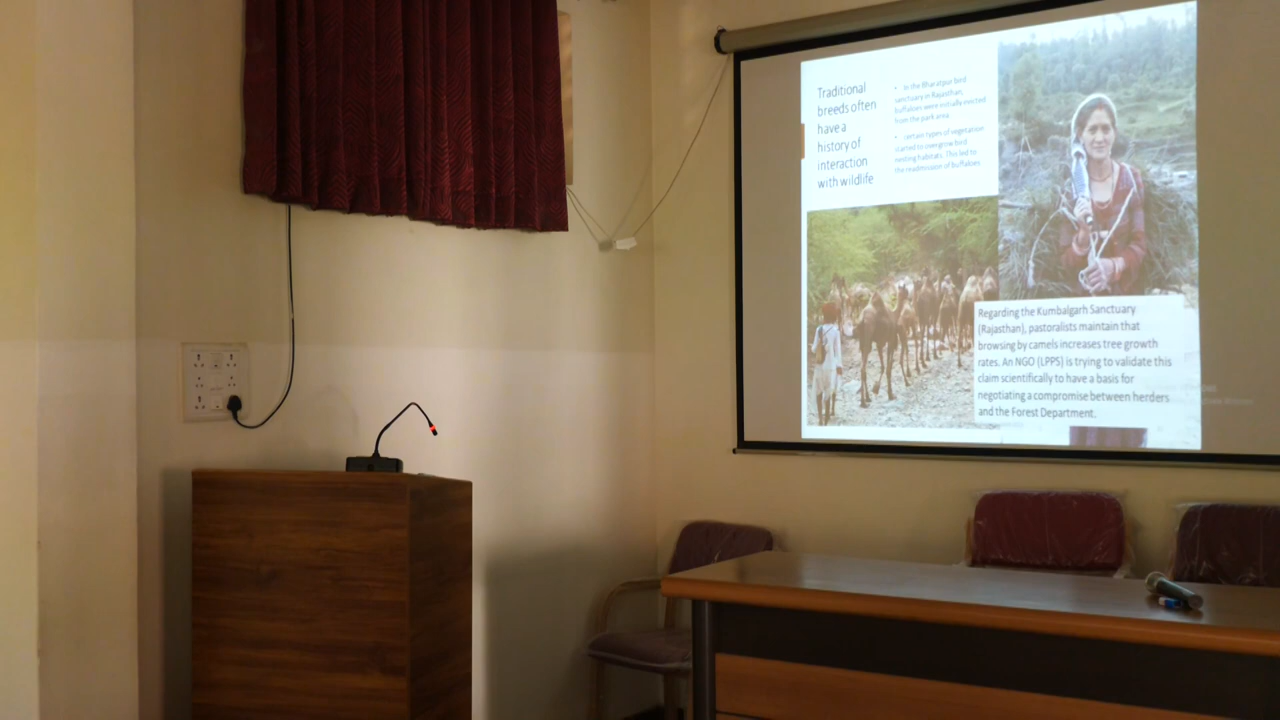 Traditional
breeds often
have a
history of
interaction
with wildlife
• In the Bharatpur bird
sanctuary in Rajasthan,
buffaloes were initially evicted
from the park area.
• certain types of vegetation
started to overgrow bird
nesting habitats. This led to
the readmission of buffaloes.
Regarding the Kumbalgarh Sanctuary
(Rajasthan), pastoralists maintain that
browsing by camels increases tree growth
rates. An NGO (LPPS) is trying to validate this
claim scientifically to have a basis for
negotiating a compromise between herders
and the Forest Department.